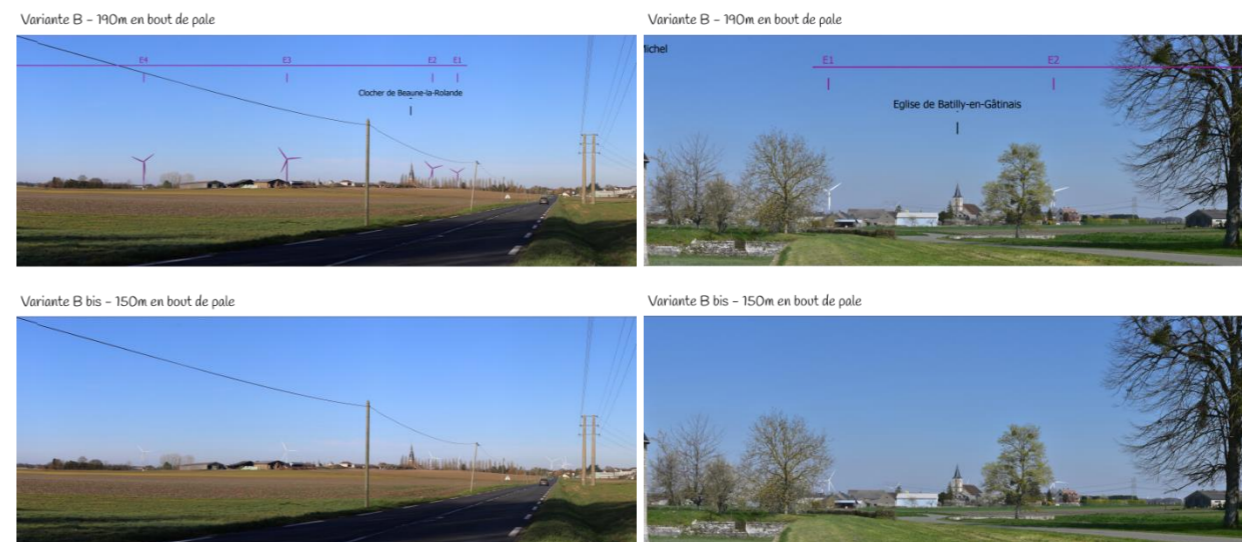 Variante B – 190m en bout de pale
E4 E3 E2 E1
Clocher de Beaune-la-Rolande
Variante B – 190m en bout de pale
Michel
E1 E2
Eglise de Batilly-en-Gâtinais
Variante B bis – 150m en bout de pale
Variante B bis – 150m en bout de pale